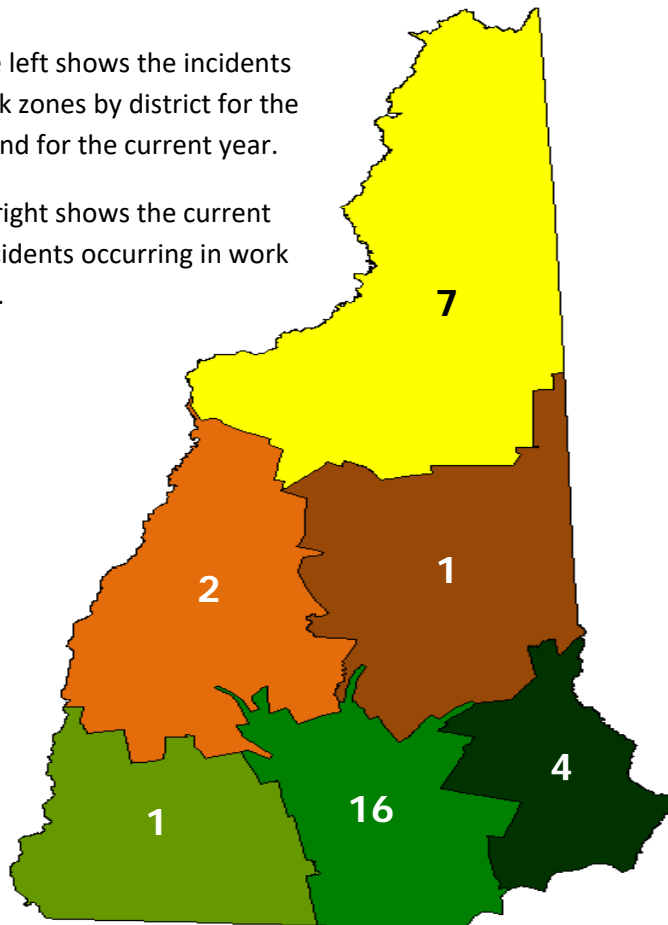 left shows the incidents
zones by district for the
nd for the current year.
right shows the current
cidents occurring in work
.
7
2
1
4
16
1